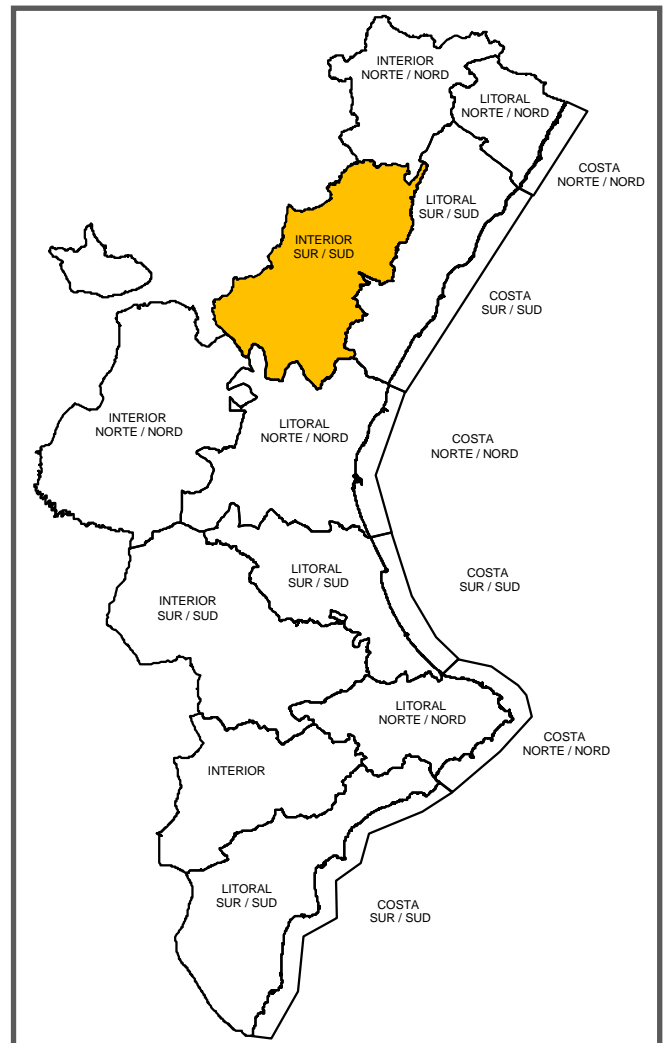 INTERIOR
NORTE / NORD
LITORAL
NORTE / NORD
COSTA
NORTE / NORD
LITORAL
SUR / SUD
INTERIOR
SUR / SUD
COSTA
SUR / SUD
INTERIOR
NORTE / NORD
LITORAL
NORTE / NORD
COSTA
NORTE / NORD
LITORAL
SUR / SUD
COSTA
SUR / SUD
INTERIOR
SUR / SUD
LITORAL
NORTE / NORD
COSTA
NORTE / NORD
INTERIOR
LITORAL
SUR / SUD
COSTA
SUR / SUD